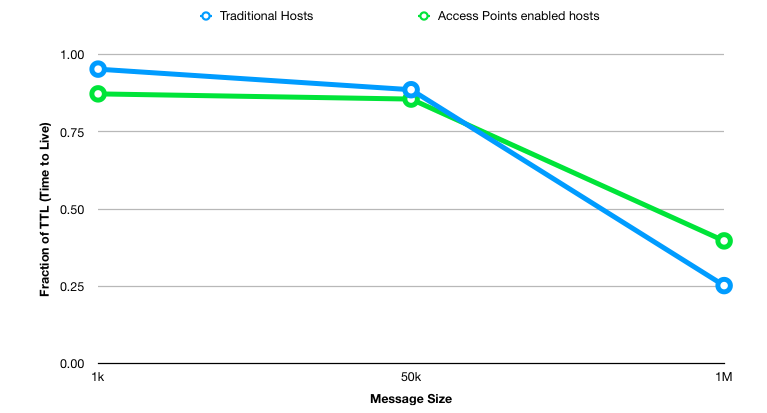 Traditional Hosts
Access Points enabled hosts
Fraction of TTL (Time to Live)
1.00
0.75
0.50
0.25
0.00
1k
50k
1M
Message Size